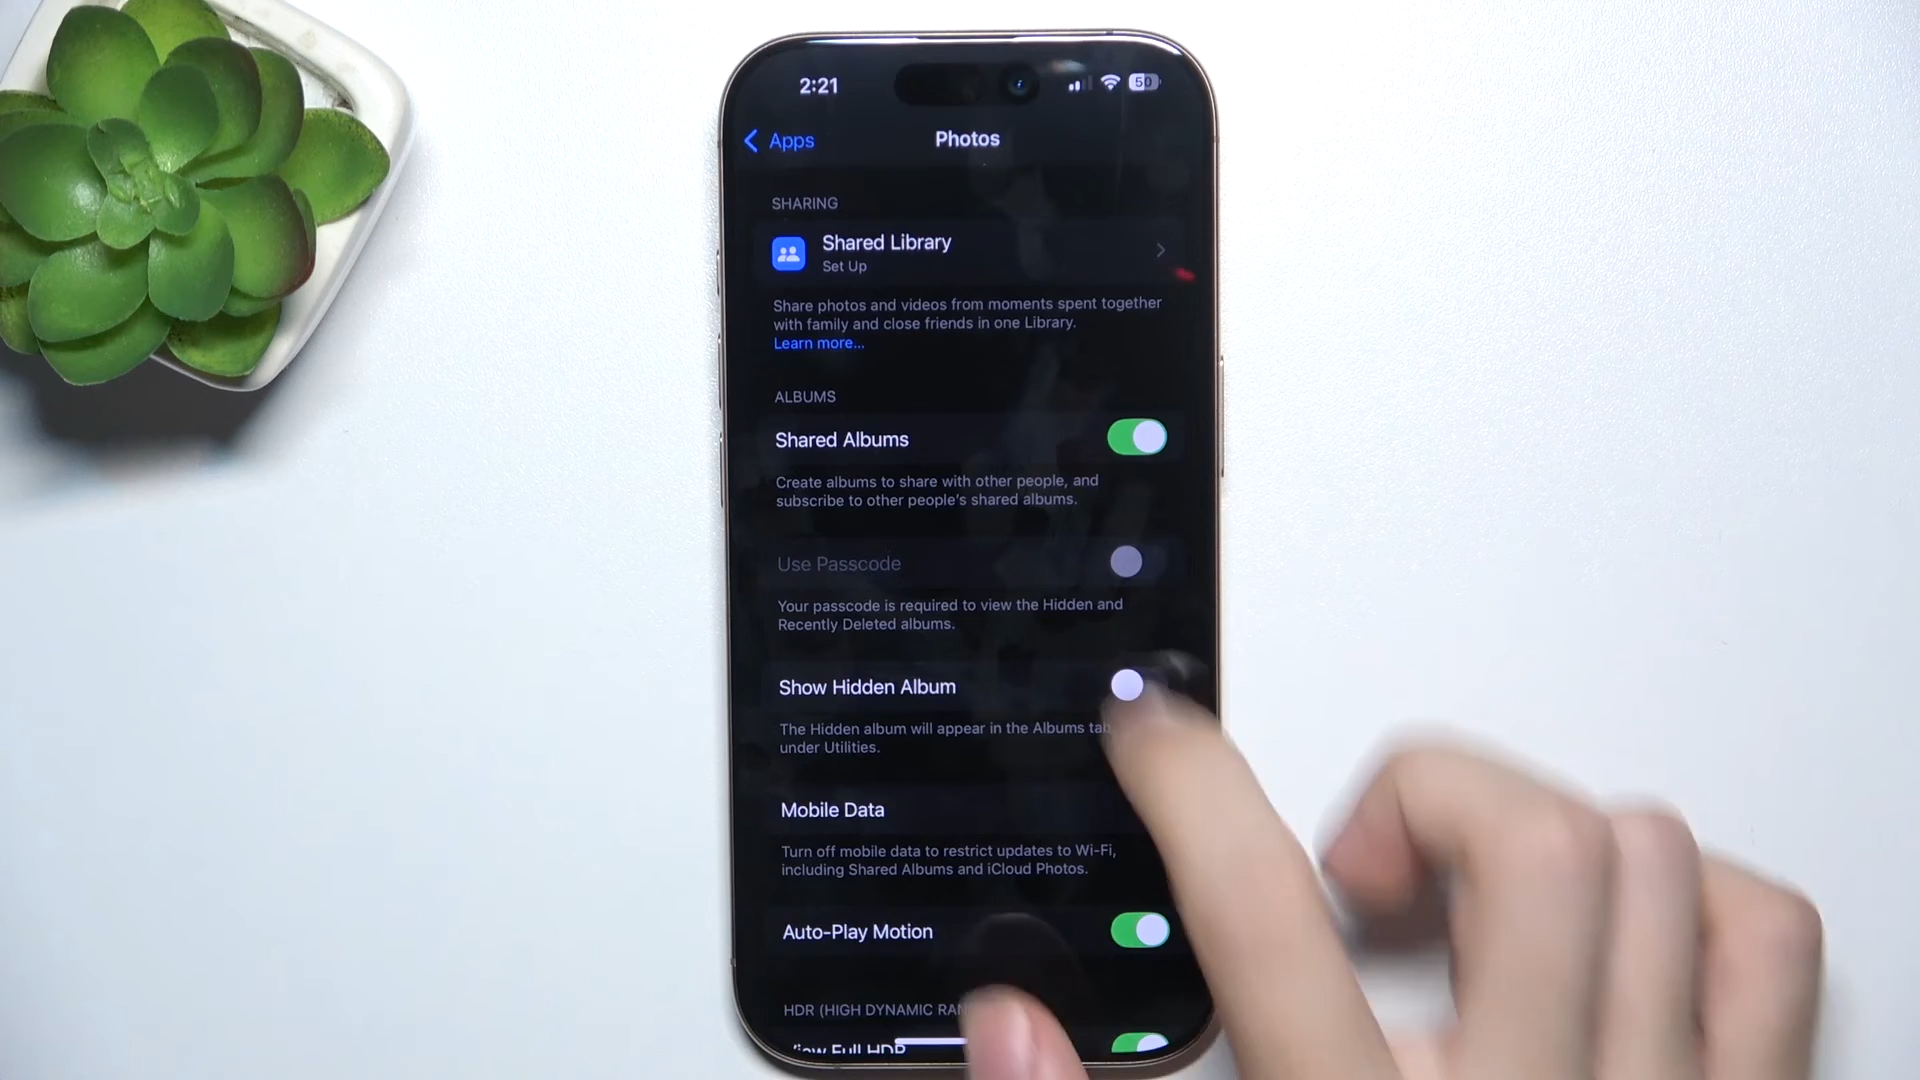 2:21
50
Apps
Photos
SHARING
Shared Library
Set Up
Share photos and videos from moments spent together
with family and close friends in one Library.
Learn more...
ALBUMS
Shared Albums
Create albums to share with other people, and
subscribe to other people's shared albums.
Use Passcode
Your passcode is required to view the Hidden and
Recently Deleted albums.
Show Hidden Album
The Hidden album will appear in the Albums tab
under Utilities.
Mobile Data
Turn off mobile data to restrict updates to Wi-Fi,
including Shared Albums and iCloud Photos.
Auto-Play Motion
HDR (HIGH DYNAMIC
View Full HDR